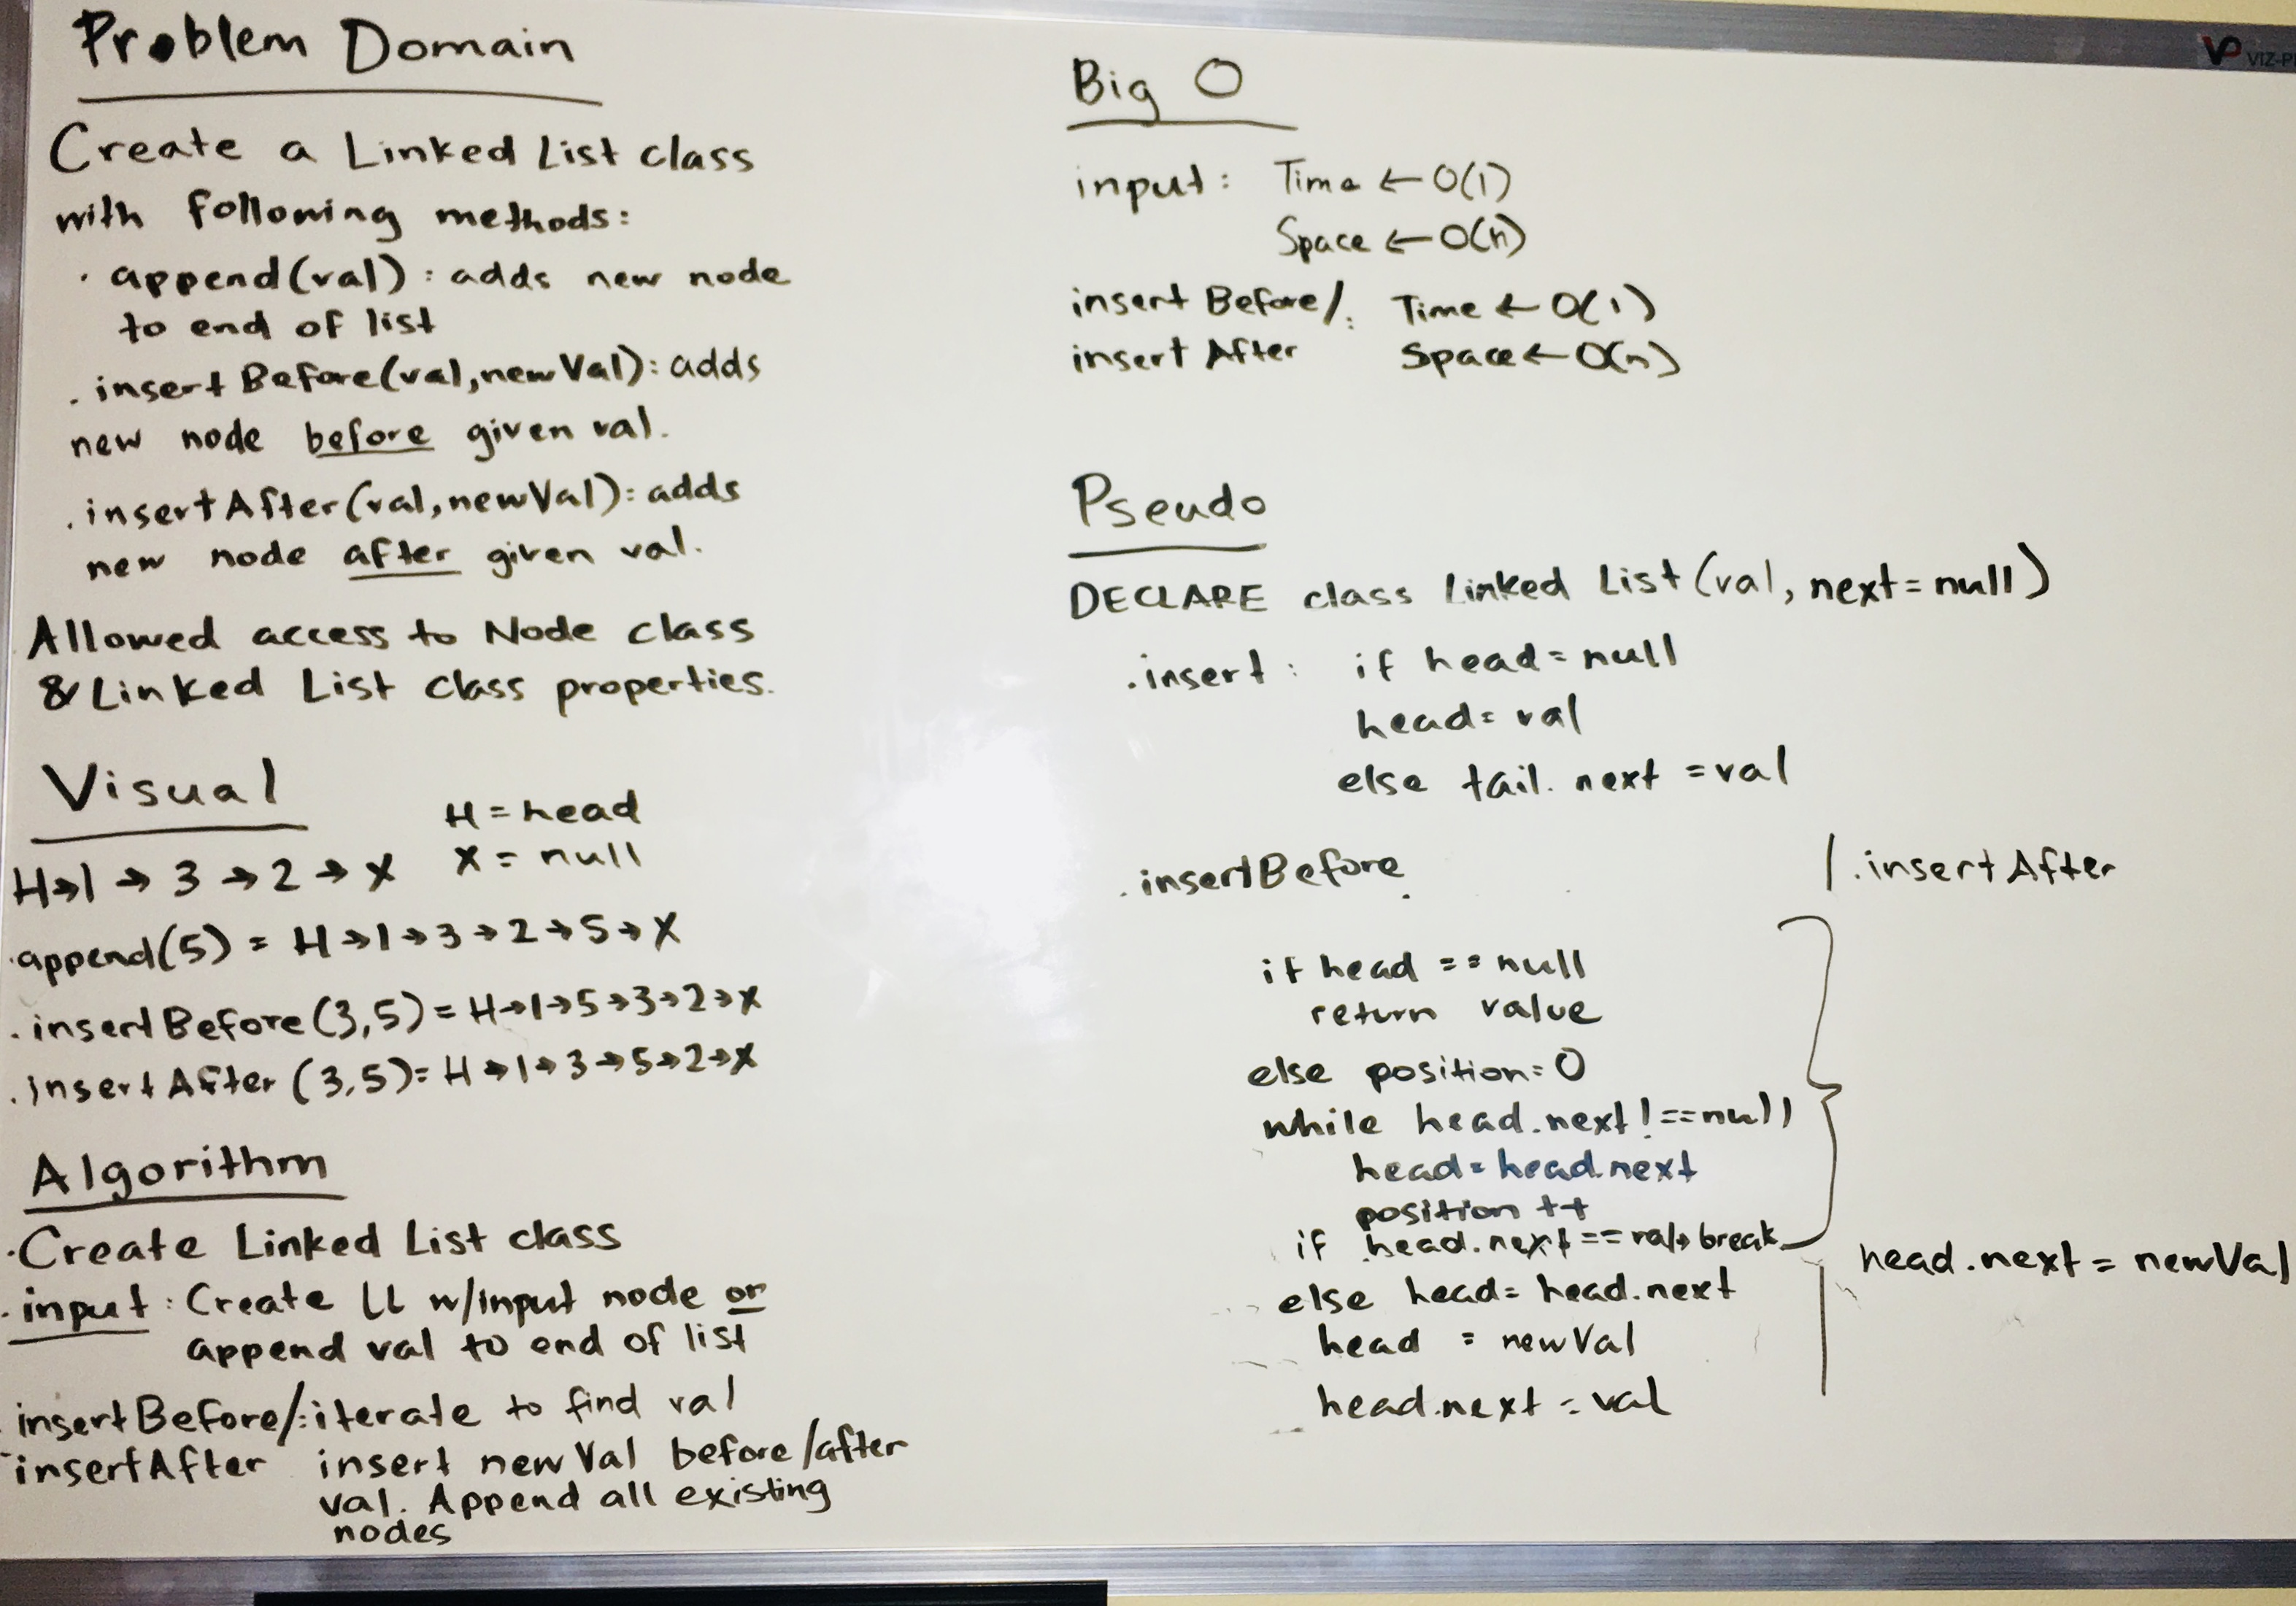 Problem Domain
Create a Linked List class
with following methods:
· append(val): adds new node
to end of list
. insertBefore(val,newVal): adds
new node before given val.
. insertAfter(val,newVal): adds
new node after given val.
Allowed access to Node class
& Linked List class properties.
Visual
H = head
X = null
H→1→3→2→X
.append(5) = H→1→3→2→5→X
.insertBefore(3,5) = H→1→5→3→2→X
.insertAfter(3,5) = H→1→3→5→2→X
Algorithm
·Create Linked List class
.input: Create LL w/input node or
append val to end of list
insertBefore/: iterate to find val
insertAfter insert newVal before/after
val. Append all existing
nodes
Big O
input: Time ← O(1)
Space ← O(n)
insert Before/: Time ← O(1)
insert After Space ← O(n)
Pseudo
DECLARE class Linked List (val, next=null)
.insert: if head=null
head=val
else tail.next =val
.insertBefore
if head == null
return value
else position=0
while head.next!==null
head=head.next
position ++
if head.next==val→break
else head=head.next
head = newVal
head.next = val
| .insertAfter
head.next = newVal
VP VIZ-P